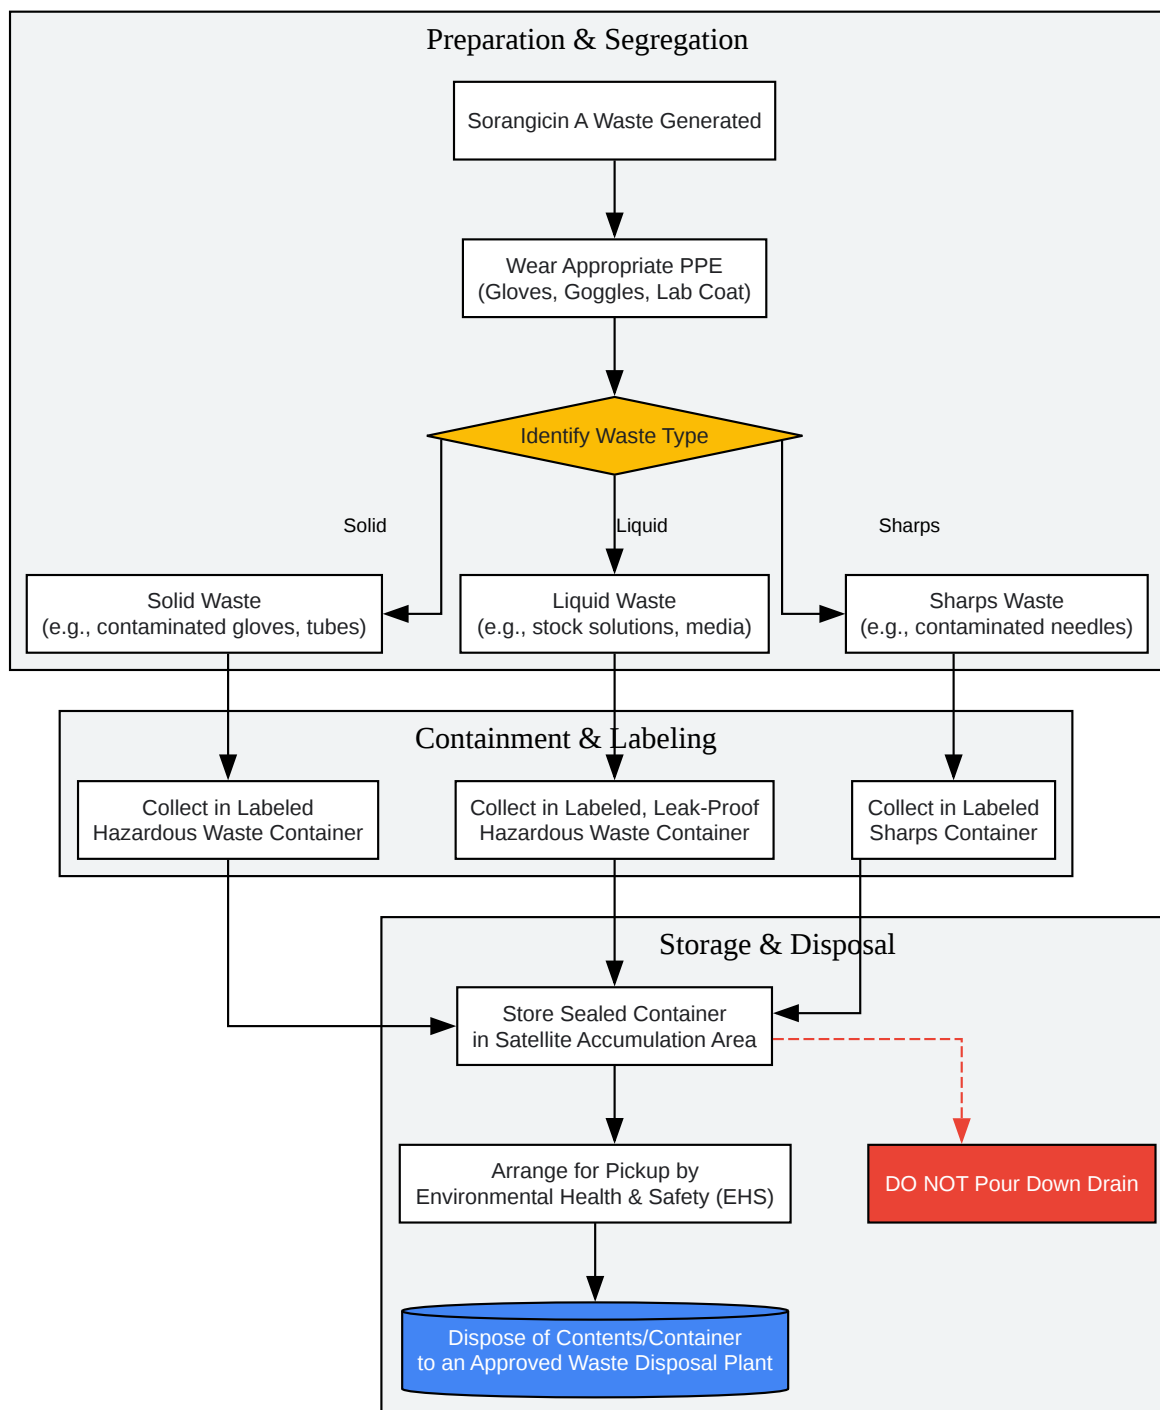 Preparation & Segregation
Sorangicin A Waste Generated
Wear Appropriate PPE
(Gloves, Goggles, Lab Coat)
Identify Waste Type
Solid
Liquid
Sharps
Solid Waste
(e.g., contaminated gloves, tubes)
Liquid Waste
(e.g., stock solutions, media)
Sharps Waste
(e.g., contaminated needles)
Containment & Labeling
Collect in Labeled
Hazardous Waste Container
Collect in Labeled, Leak-Proof
Hazardous Waste Container
Collect in Labeled
Sharps Container
Storage & Disposal
Store Sealed Container
in Satellite Accumulation Area
Arrange for Pickup by
Environmental Health & Safety (EHS)
DO NOT Pour Down Drain
Dispose of Contents/Container
to an Approved Waste Disposal Plant